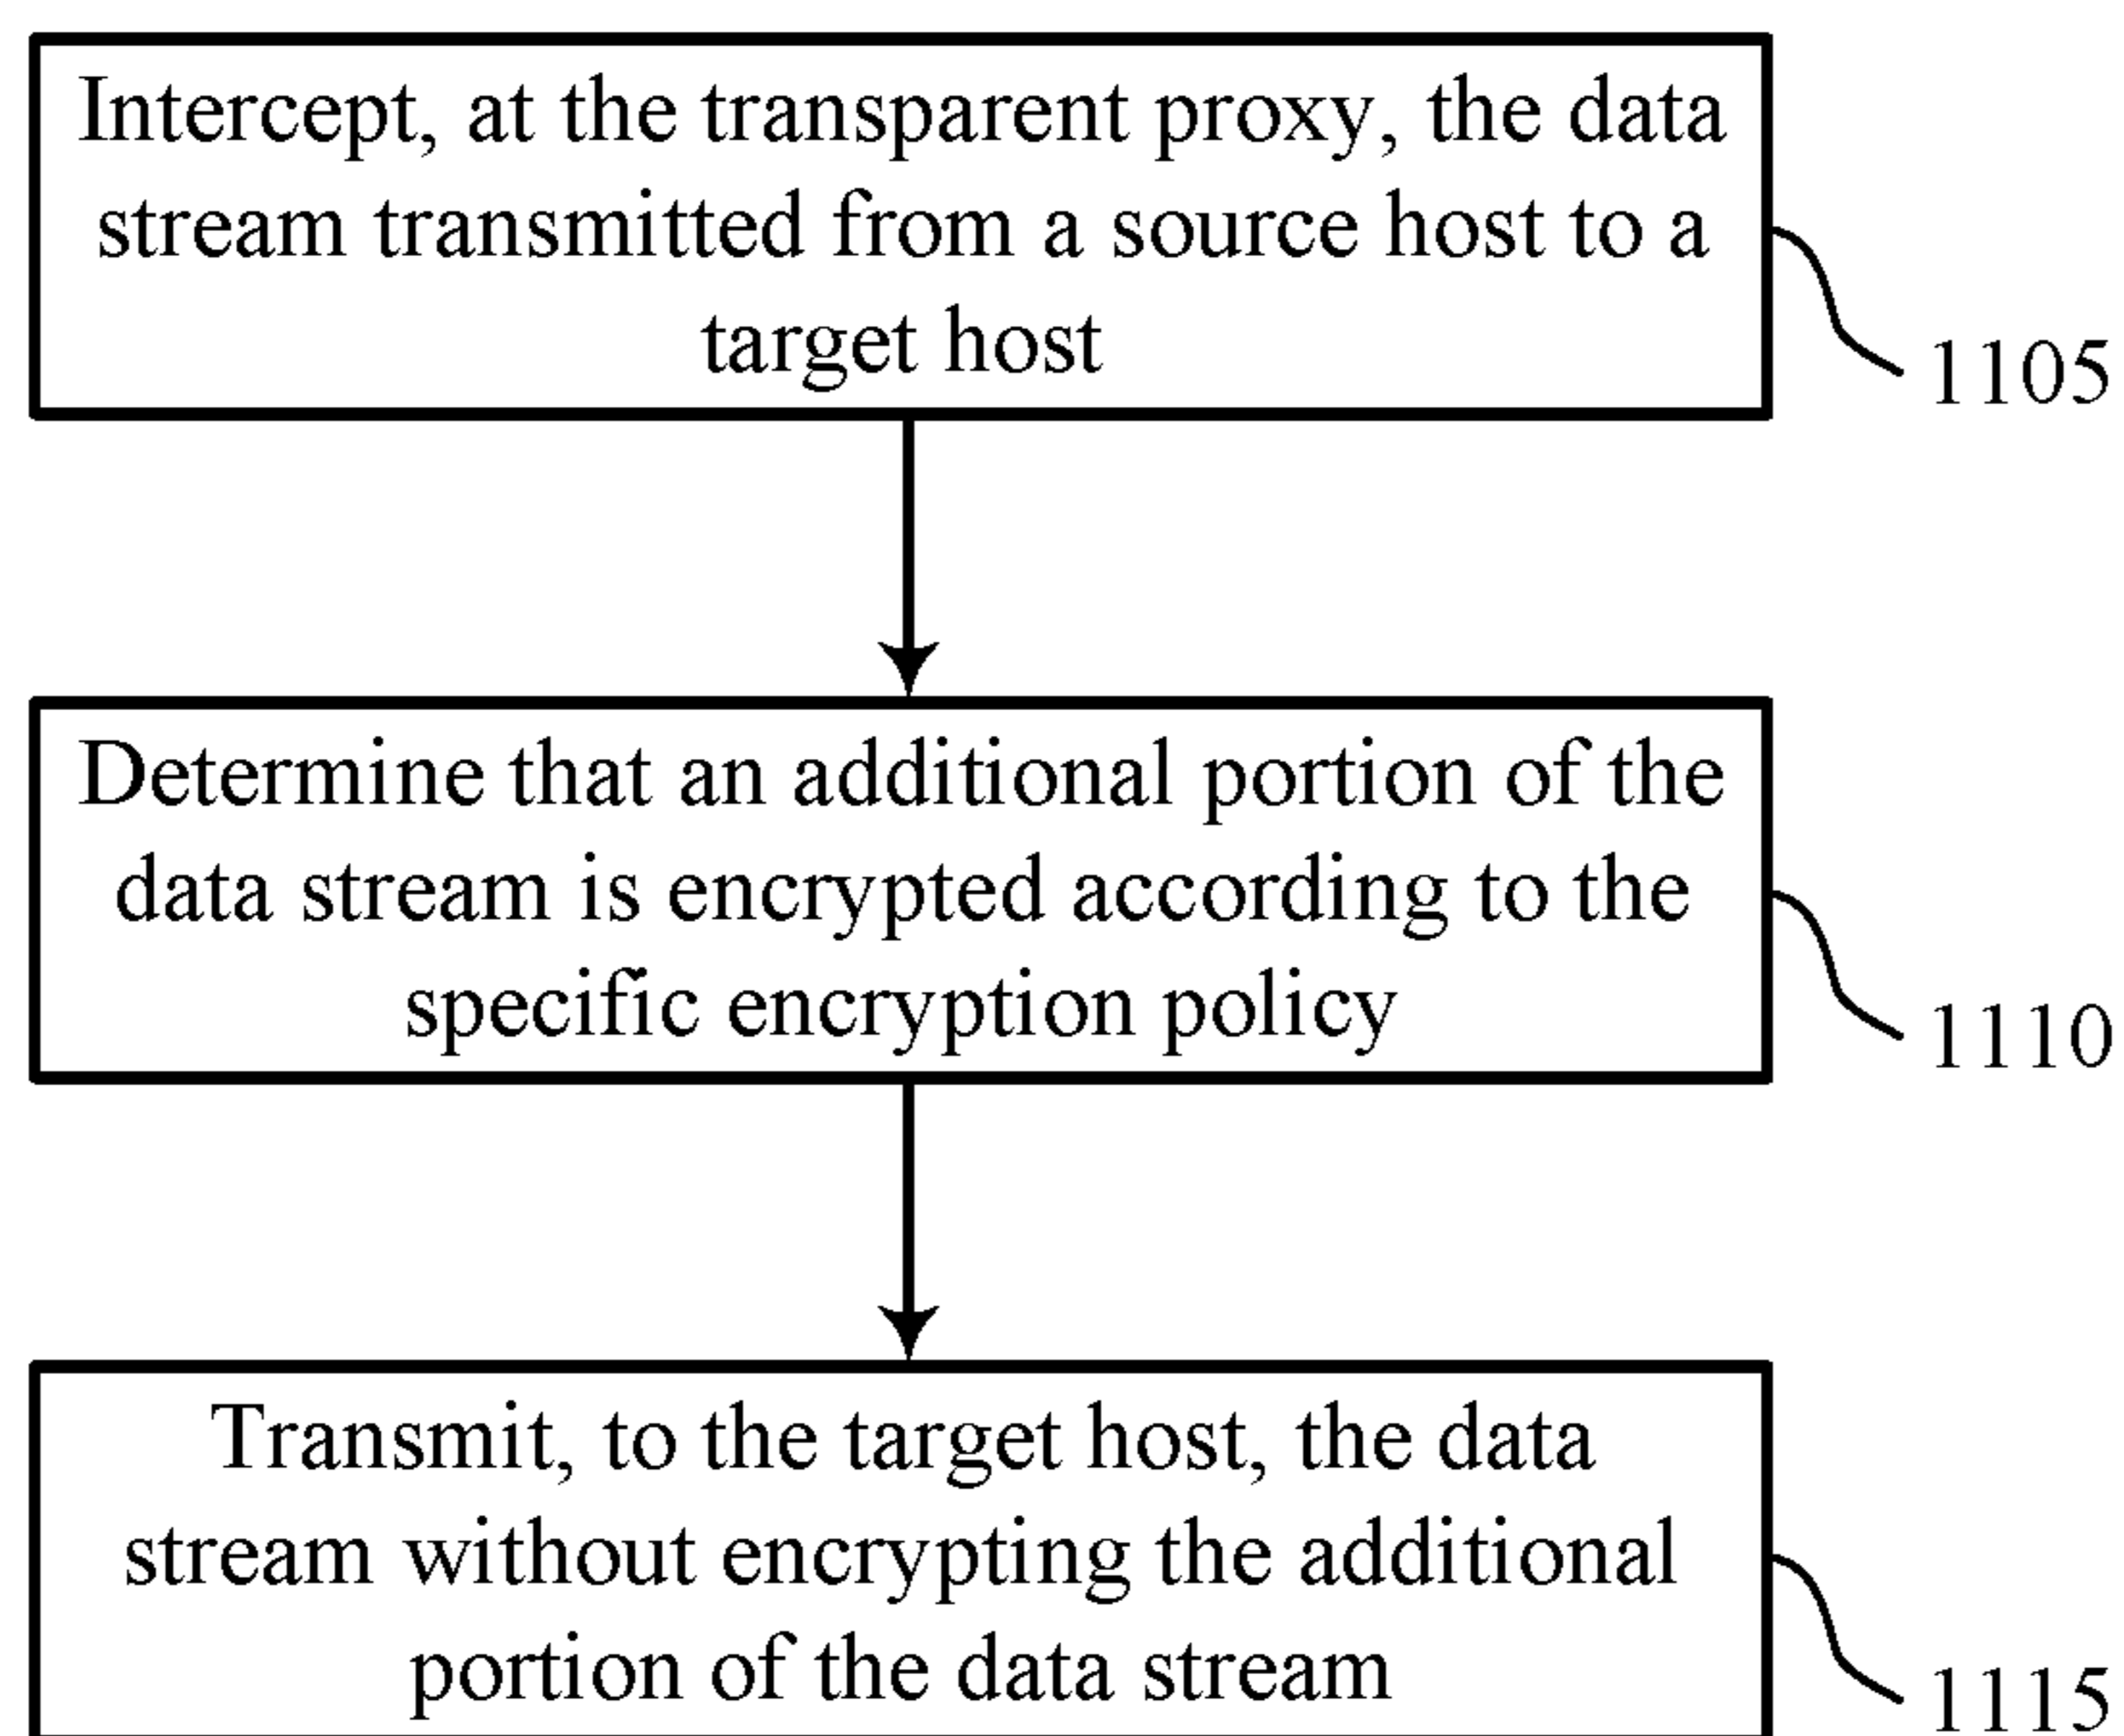 Intercept, at the transparent proxy, the data
stream transmitted from a source host to a
target host
1105
Determine that an additional portion of the
data stream is encrypted according to the
specific encryption policy
1110
Transmit, to the target host, the data
stream without encrypting the additional
portion of the data stream
1115